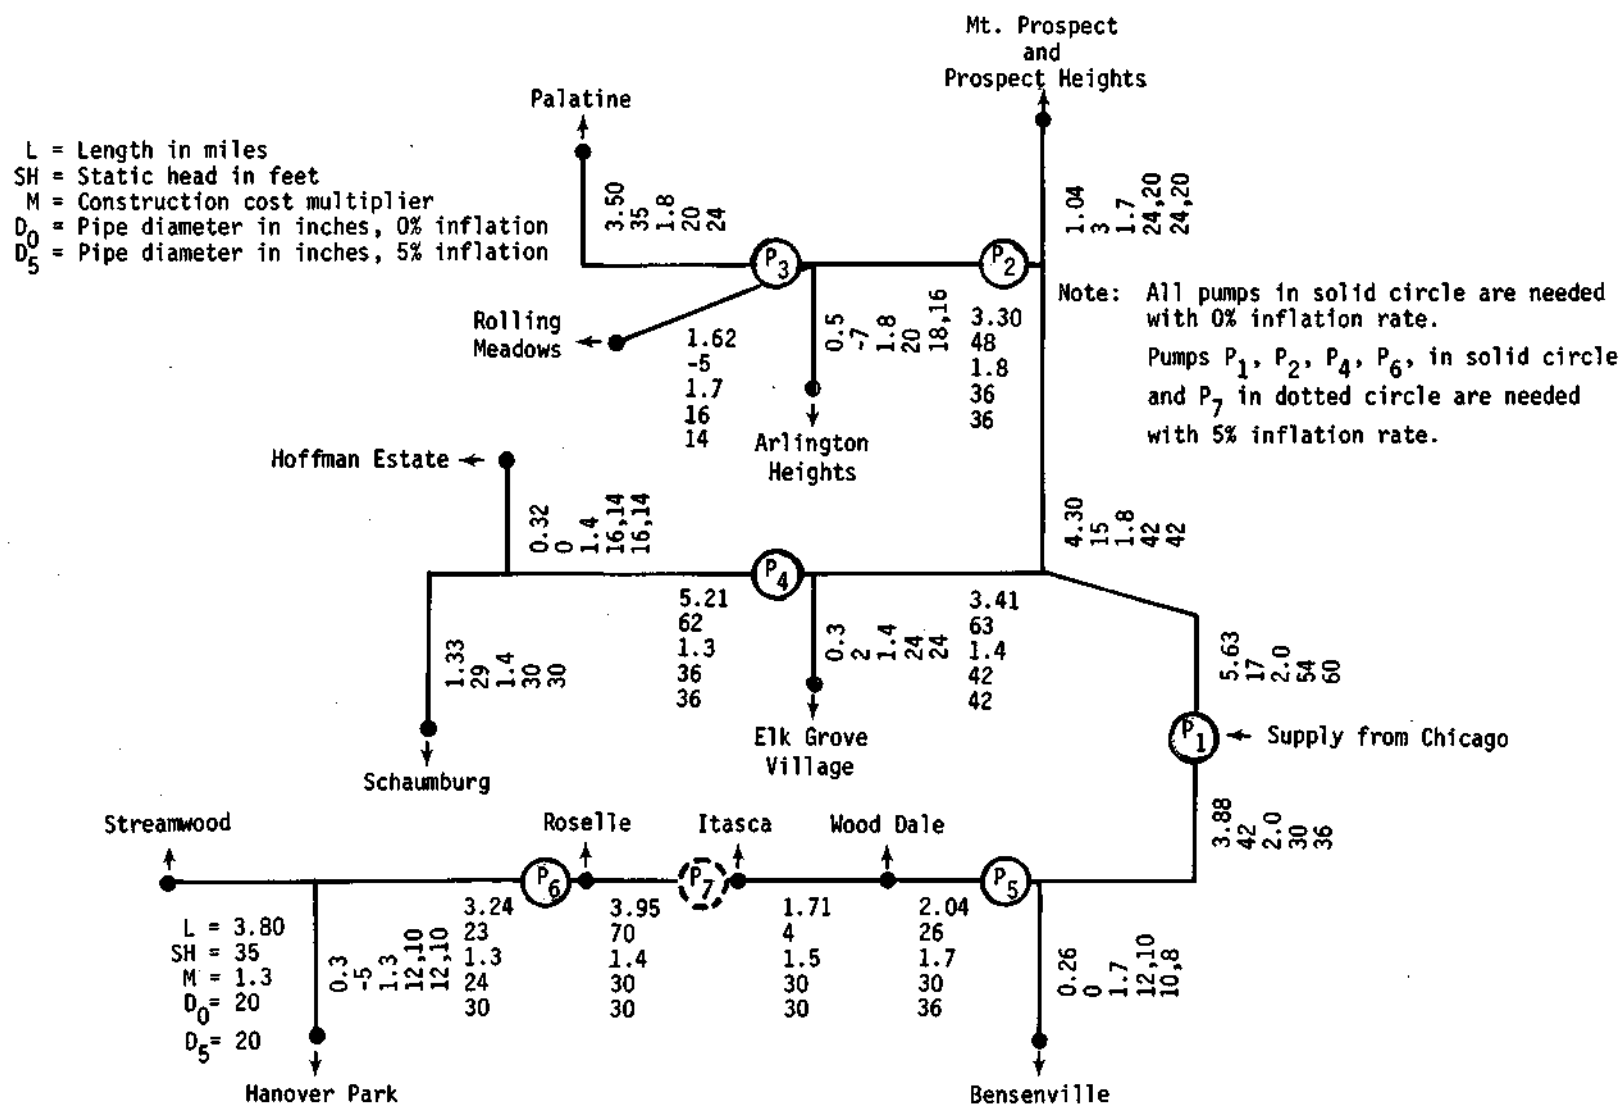 Mt. Prospect
and
Prospect Heights
Palatine
L = Length in miles
SH = Static head in feet
M = Construction cost multiplier
D0 = Pipe diameter in inches, 0% inflation
D5 = Pipe diameter in inches, 5% inflation
3.50
35
1.8
20
24
1.04
3
1.7
24,20
24,20
P3
P2
Note: All pumps in solid circle are needed
with 0% inflation rate.
Pumps P1, P2, P4, P6, in solid circle
and P7 in dotted circle are needed
with 5% inflation rate.
Rolling
Meadows
1.62
-5
1.7
16
14
0.5
-7
1.8
20
18,16
3.30
48
1.8
36
36
Arlington
Heights
Hoffman Estate
0.32
0
1.4
16,14
16,14
4.30
15
1.8
42
42
P4
5.21
62
1.3
36
36
0.3
2
1.4
24
24
3.41
63
1.4
42
42
1.33
29
1.4
30
30
5.63
17
2.0
54
60
Elk Grove
Village
P1
Supply from Chicago
Schaumburg
Streamwood
Roselle
Itasca
Wood Dale
3.88
42
2.0
30
36
P6
P7
P5
L = 3.80
SH = 35
M = 1.3
D0= 20
D5= 20
0.3
-5
1.3
12,10
12,10
3.24
23
1.3
24
30
3.95
70
1.4
30
30
1.71
4
1.5
30
30
2.04
26
1.7
30
36
0.26
0
1.7
12,10
10,8
Hanover Park
Bensenville